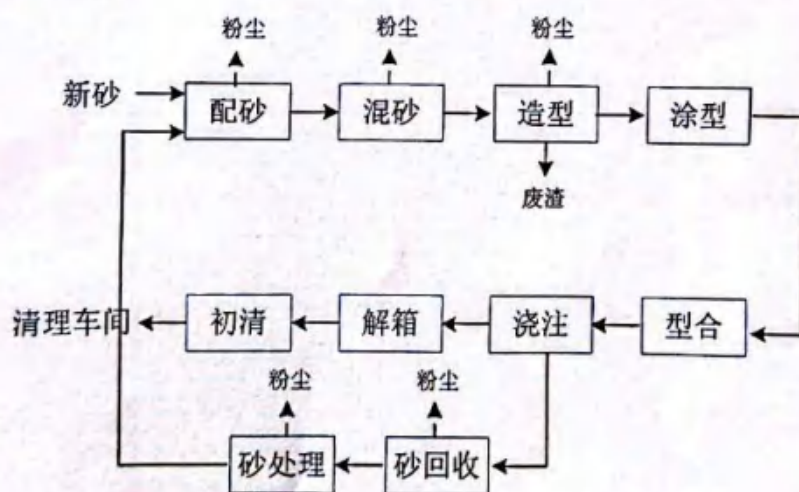 粉尘 粉尘 粉尘
新砂 配砂 混砂 造型 涂型
废渣
清理车间 初清 解箱 浇注 型合
粉尘 粉尘
砂处理 砂回收